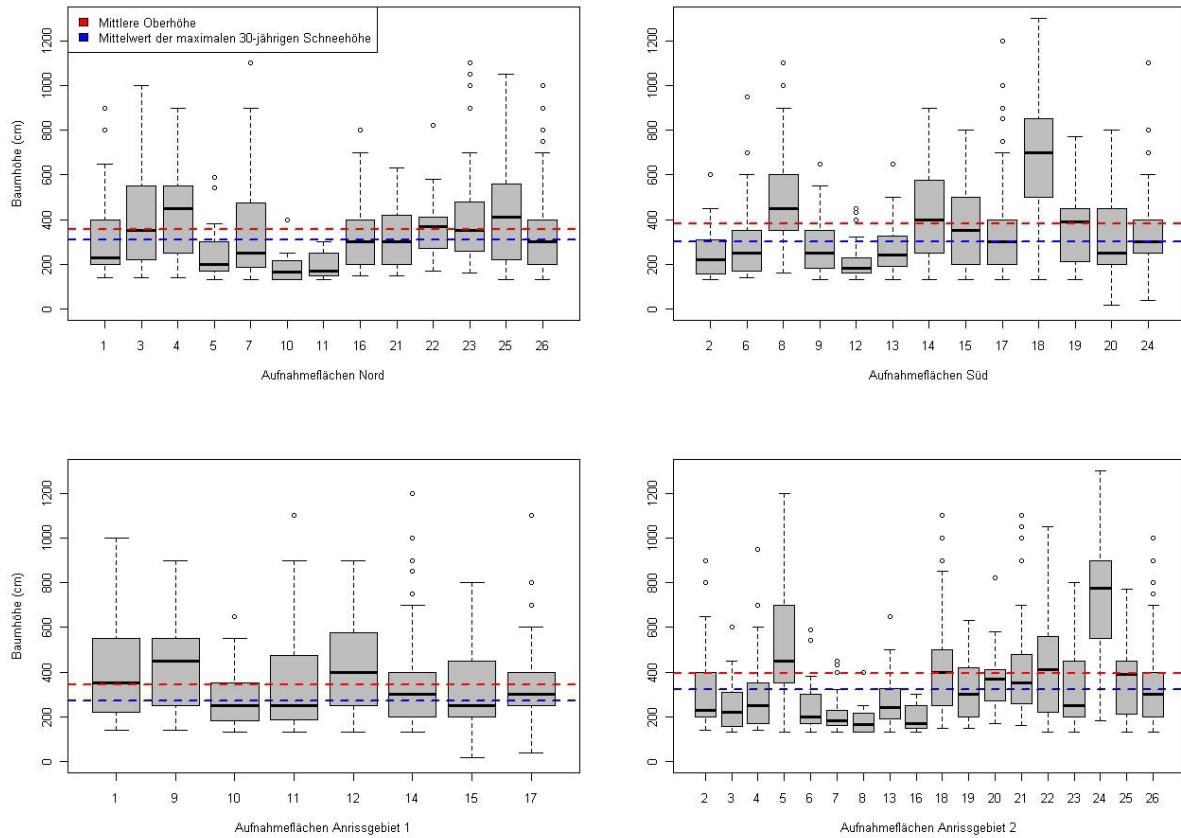 Mittlere Oberhöhe
Mittelwert der maximalen 30-jährigen Schneehöhe
Baumhöhe (cm)
0 200 400 600 800 1000 1200
1 3 4 5 7 10 11 16 21 22 23 25 26
Aufnahmeflächen Nord
0 200 400 600 800 1000 1200
2 6 8 9 12 13 14 15 17 18 19 20 24
Aufnahmeflächen Süd
Baumhöhe (cm)
0 200 400 600 800 1000 1200
1 9 10 11 12 14 15 17
Aufnahmeflächen Anrissgebiet 1
0 200 400 600 800 1000 1200
2 3 4 5 6 7 8 13 16 18 19 20 21 22 23 24 25 26
Aufnahmeflächen Anrissgebiet 2